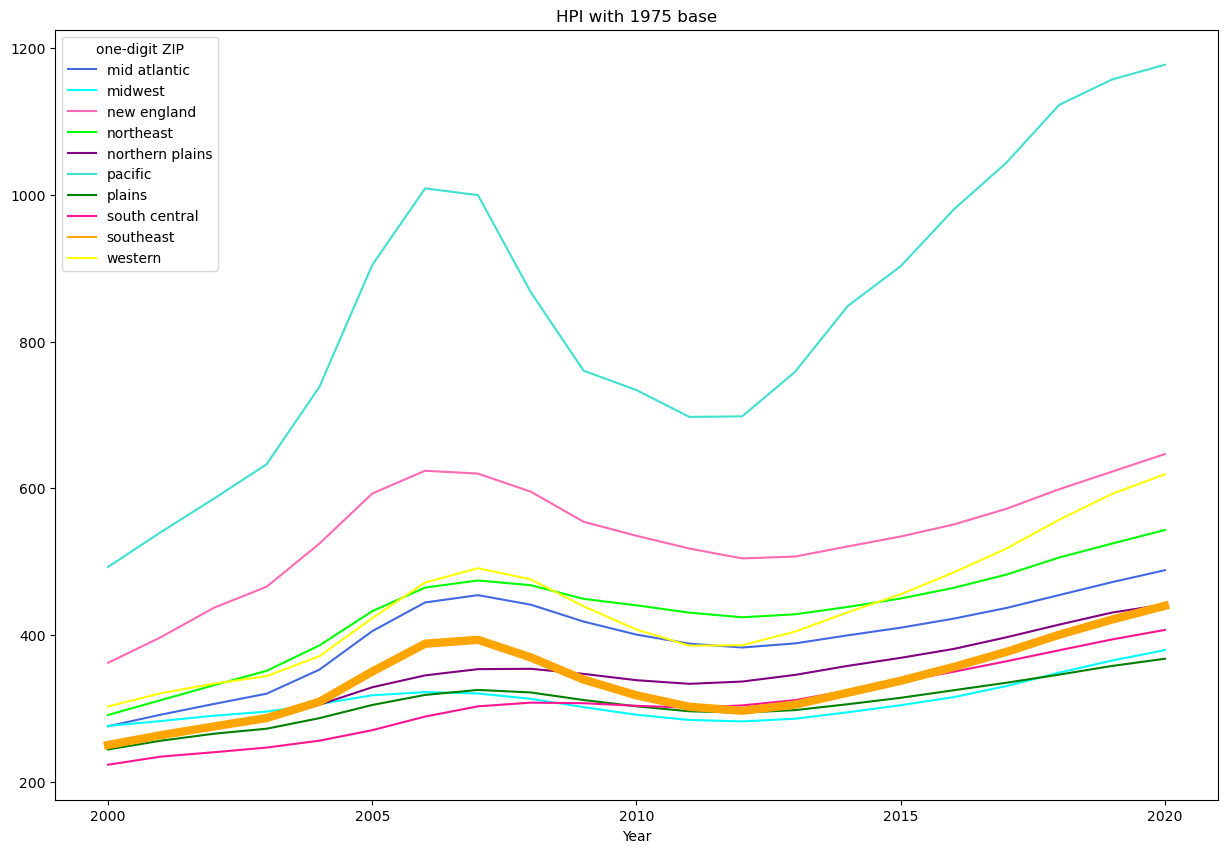 HPI with 1975 base
one-digit ZIP
mid atlantic
midwest
new england
northeast
northern plains
pacific
plains
south central
southeast
western
1200
1000
800
600
400
200
2000 2005 2010 2015 2020
Year